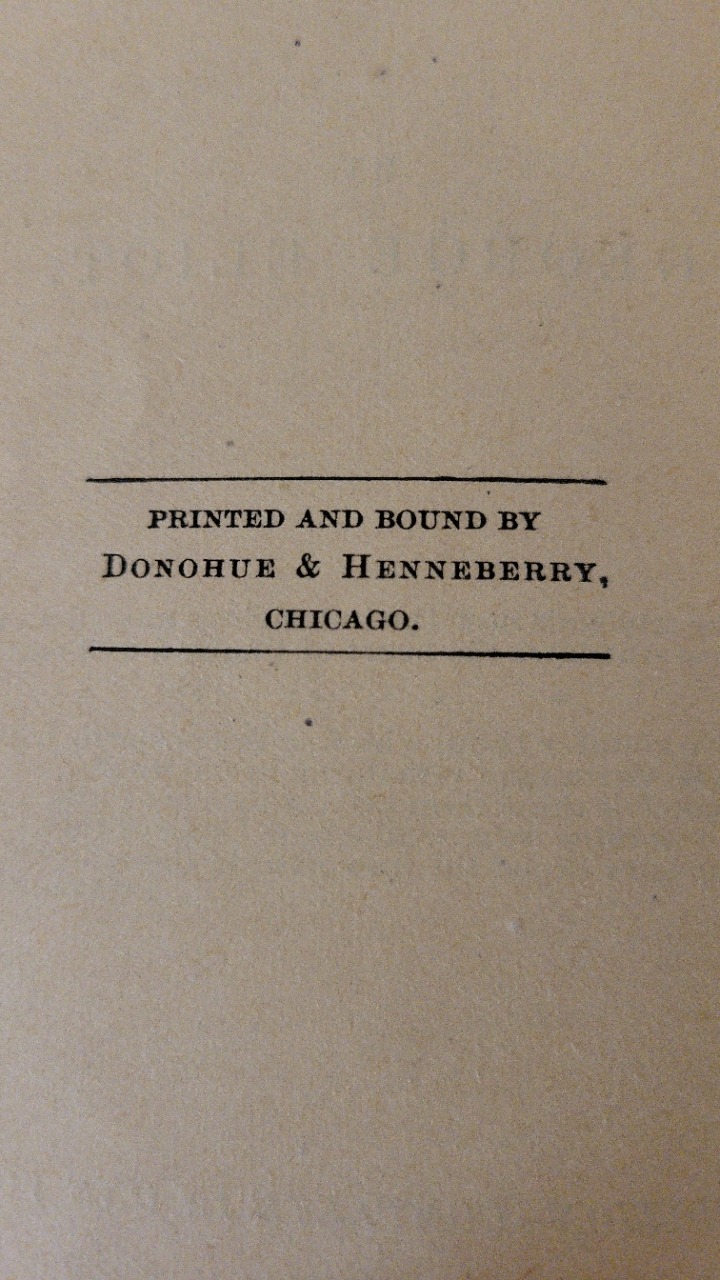 PRINTED AND BOUND BY
DONOHUE & HENNEBERRY,
CHICAGO.